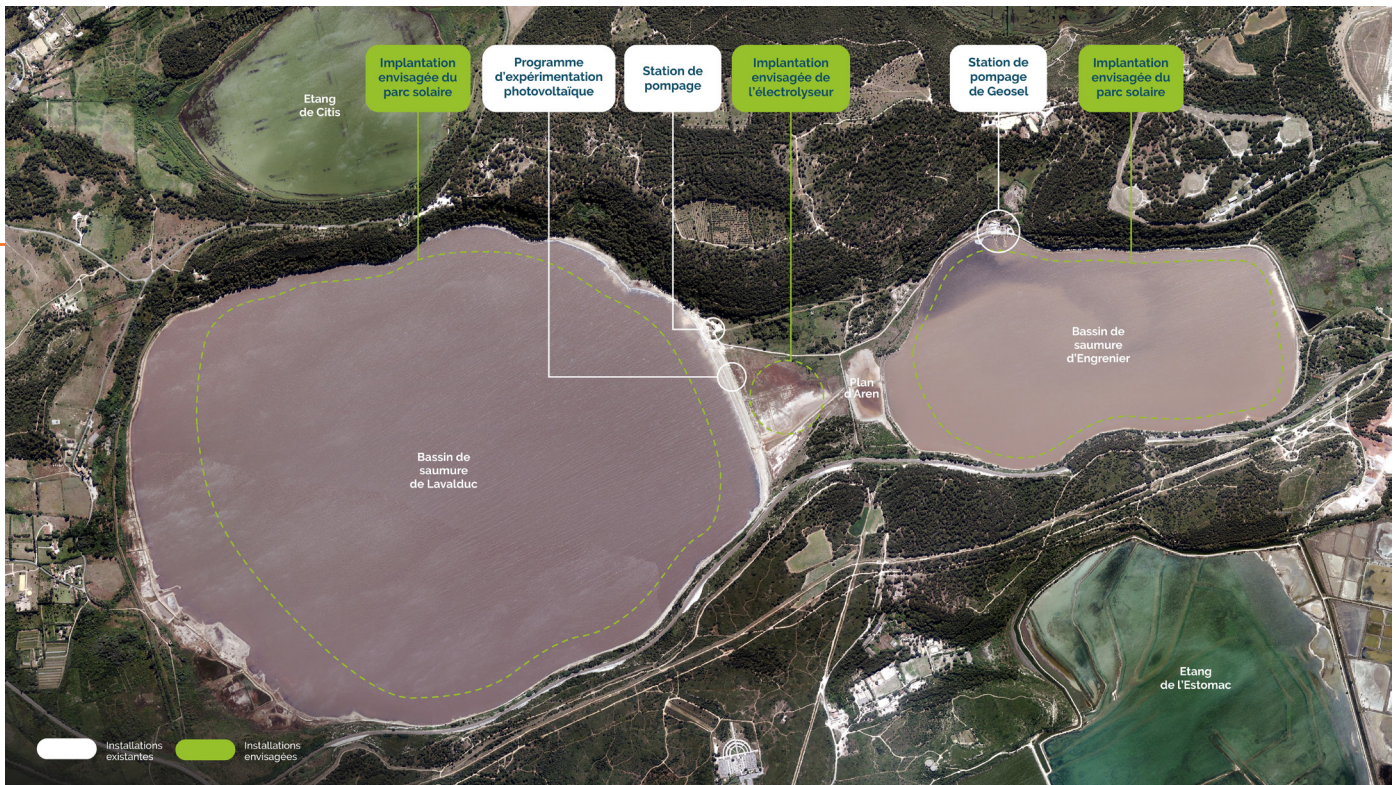 Implantation
envisagée du
parc solaire
Programme
d'expérimentation
photovoltaïque
Station de
pompage
Implantation
envisagée de
l'électrolyseur
Station de
pompage
de Geosel
Implantation
envisagée du
parc solaire
Etang
de Citis
Bassin de
saumure
d'Engrenier
Plan
d'Aren
Bassin de
saumure
de Lavalduc
Etang
de l'Estomac
Installations
existantes
Installations
envisagées